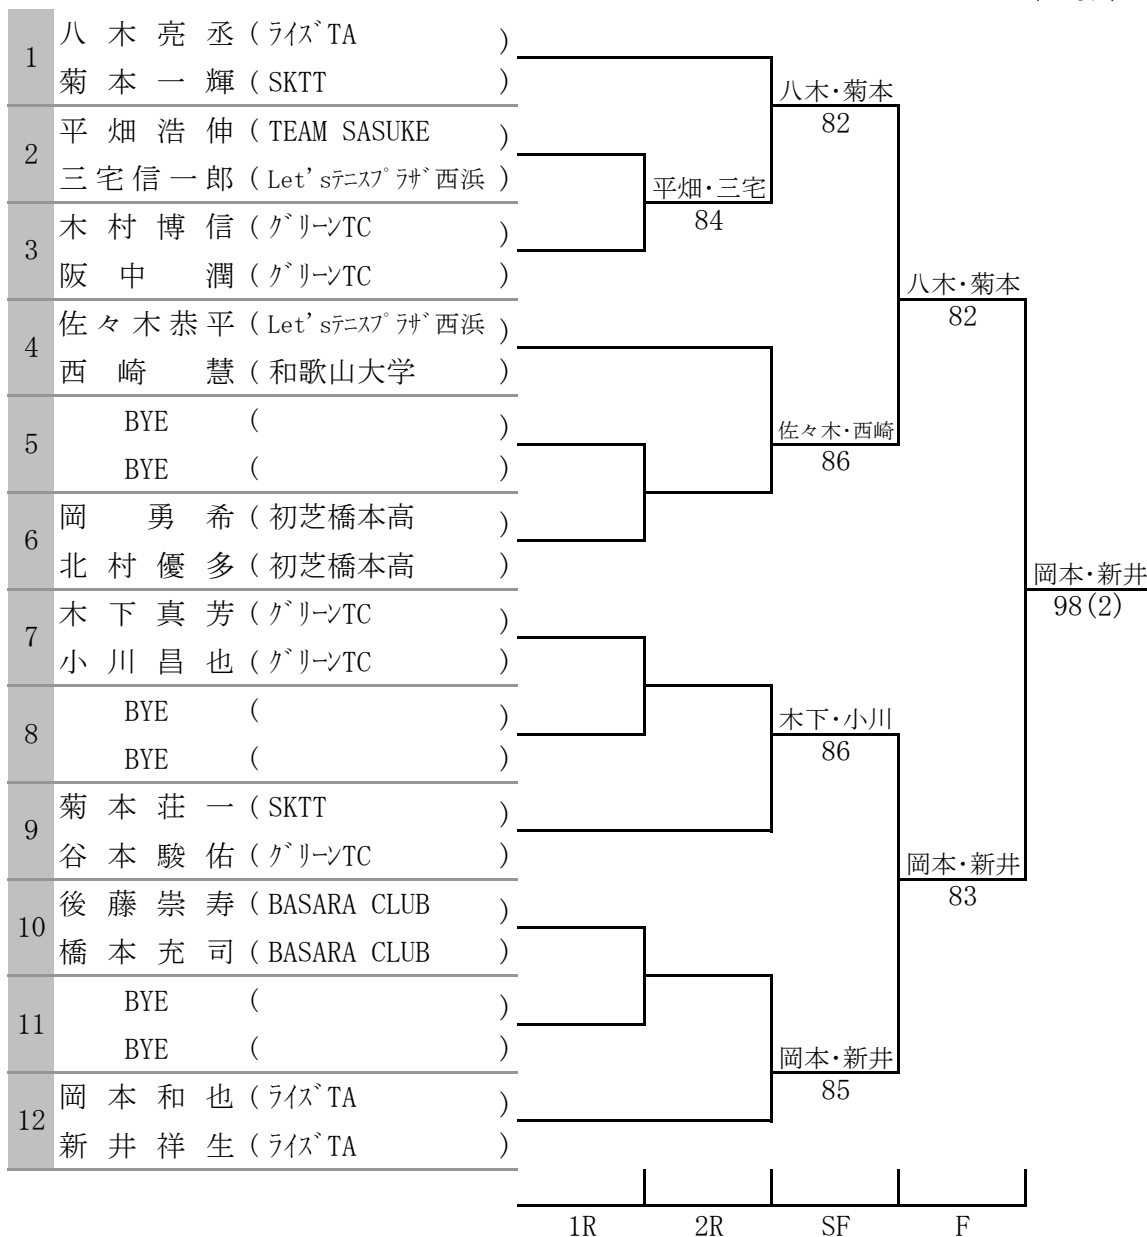 1
八木亮丞(ﾗｲｽﾞTA )
菊本一輝(SKTT )
2
平畑浩伸(TEAM SASUKE )
三宅信一郎(Let'sﾃﾆｽﾌﾟﾗｻﾞ西浜)
3
木村博信(ｸﾞﾘｰﾝTC )
阪中潤(ｸﾞﾘｰﾝTC )
4
佐々木恭平(Let'sﾃﾆｽﾌﾟﾗｻﾞ西浜)
西崎慧(和歌山大学 )
5
BYE ( )
BYE ( )
6
岡勇希(初芝橋本高 )
北村優多(初芝橋本高 )
7
木下真芳(ｸﾞﾘｰﾝTC )
小川昌也(ｸﾞﾘｰﾝTC )
8
BYE ( )
BYE ( )
9
菊本荘一(SKTT )
谷本駿佑(ｸﾞﾘｰﾝTC )
10
後藤崇寿(BASARA CLUB )
橋本充司(BASARA CLUB )
11
BYE ( )
BYE ( )
12
岡本和也(ﾗｲｽﾞTA )
新井祥生(ﾗｲｽﾞTA )
平畑・三宅
84
八木・菊本
82
佐々木・西崎
86
木下・小川
86
岡本・新井
85
八木・菊本
82
岡本・新井
83
岡本・新井
98(2)
1R 2R SF F